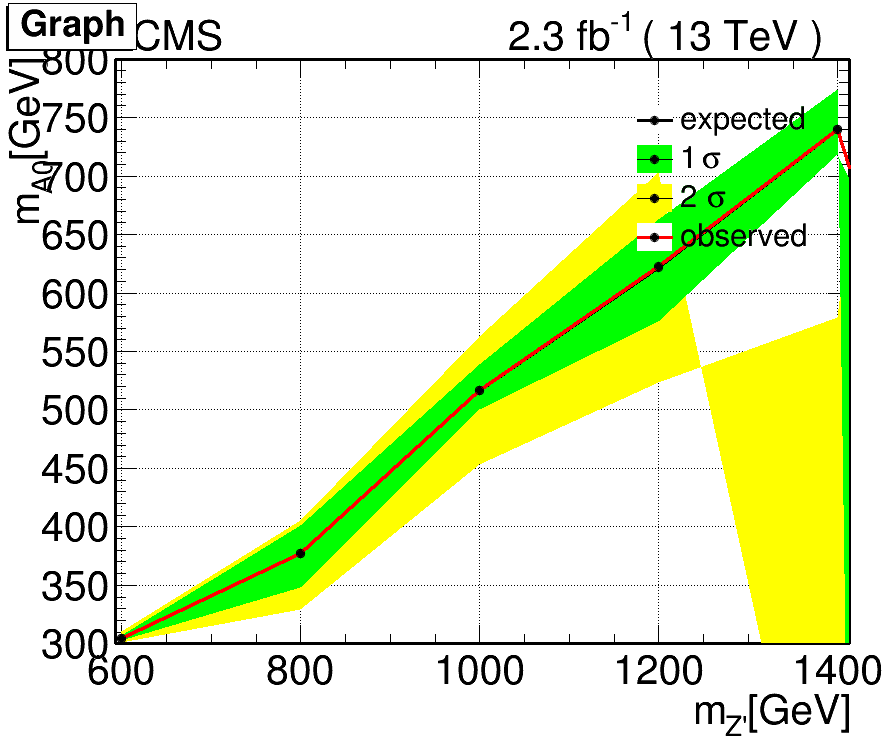 Graph
CMS
2.3 fb-1 ( 13 TeV )
mA0[GeV]
800
750
700
650
600
550
500
450
400
350
300
expected
1 σ
2 σ
observed
600 800 1000 1200 1400
mZ'[GeV]